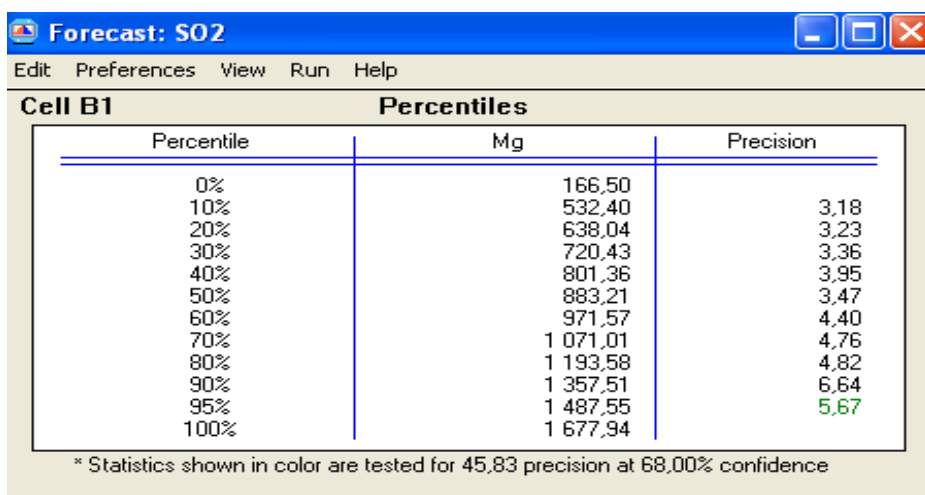 Forecast: SO2
Edit Preferences View Run Help
Cell B1 Percentiles
Percentile Mg Precision
0% 166,50
10% 532,40 3,18
20% 638,04 3,23
30% 720,43 3,36
40% 801,36 3,95
50% 883,21 3,47
60% 971,57 4,40
70% 1 071,01 4,76
80% 1 193,58 4,82
90% 1 357,51 6,64
95% 1 487,55 5,67
100% 1 677,94
* Statistics shown in color are tested for 45,83 precision at 68,00% confidence